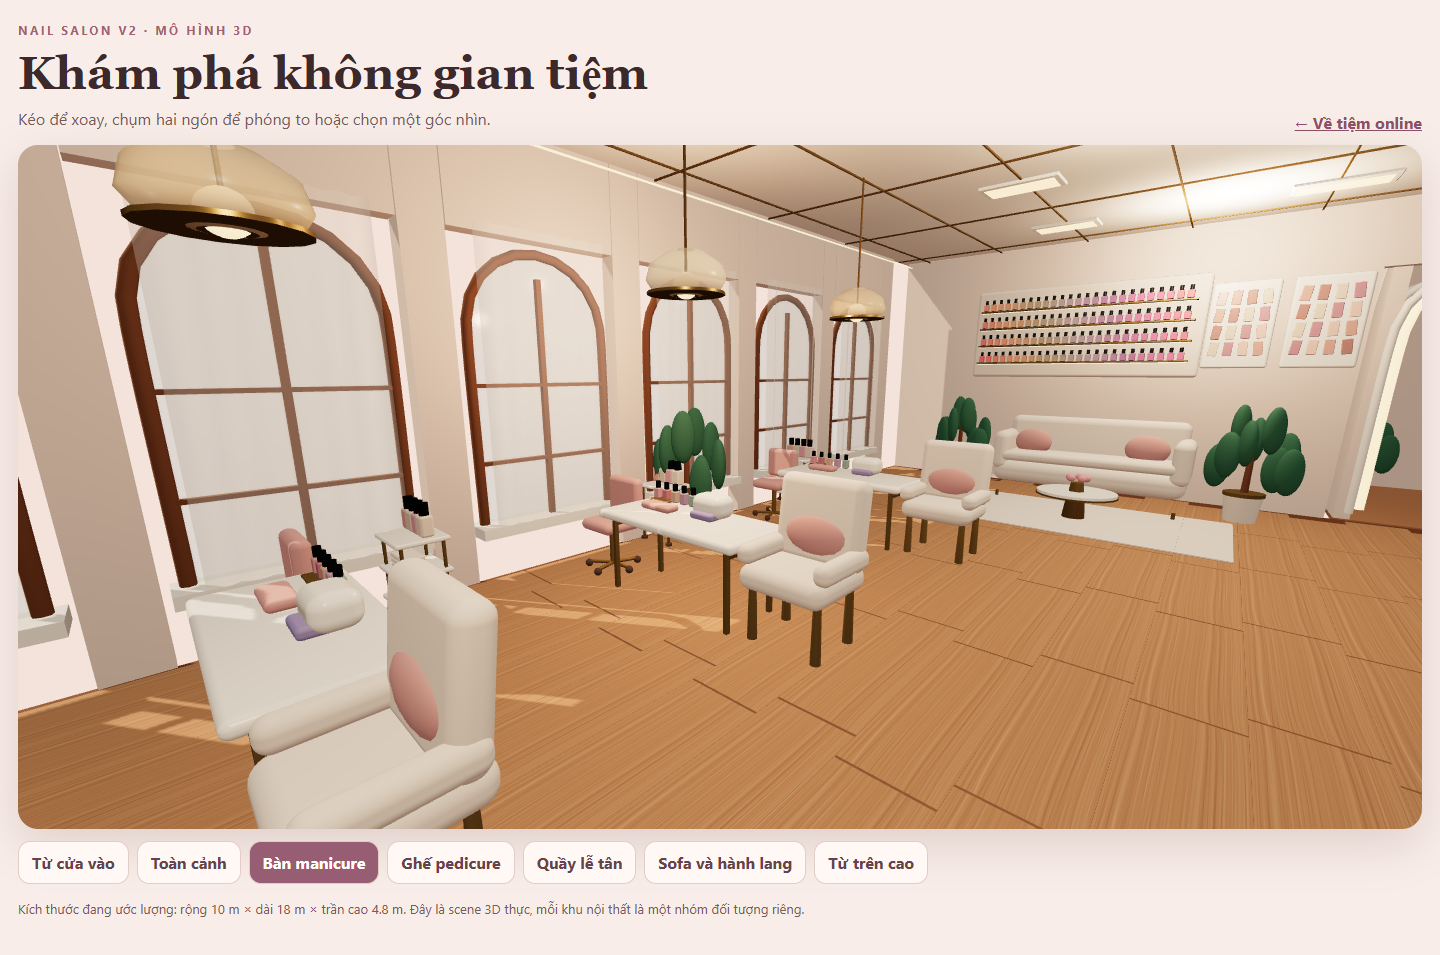 NAIL SALON V2 · MÔ HÌNH 3D
Khám phá không gian tiệm
Kéo để xoay, chụm hai ngón để phóng to hoặc chọn một góc nhìn.
← Về tiệm online
Từ cửa vào
Toàn cảnh
Bàn manicure
Ghế pedicure
Quầy lễ tân
Sofa và hành lang
Từ trên cao
Kích thước đang ước lượng: rộng 10 m × dài 18 m × trần cao 4.8 m. Đây là scene 3D thực, mỗi khu nội thất là một nhóm đối tượng riêng.